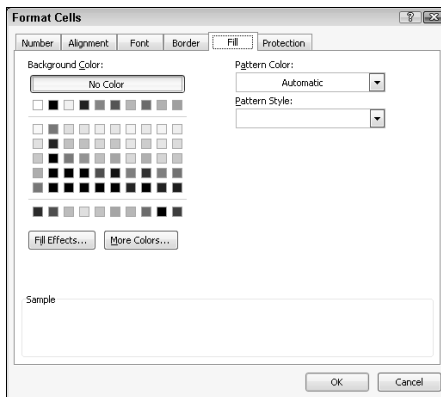 Format Cells
Number Alignment Font Border Fill Protection
Background Color:
No Color
Pattern Color:
Automatic
Pattern Style:
Fill Effects... More Colors...
Sample
OK Cancel